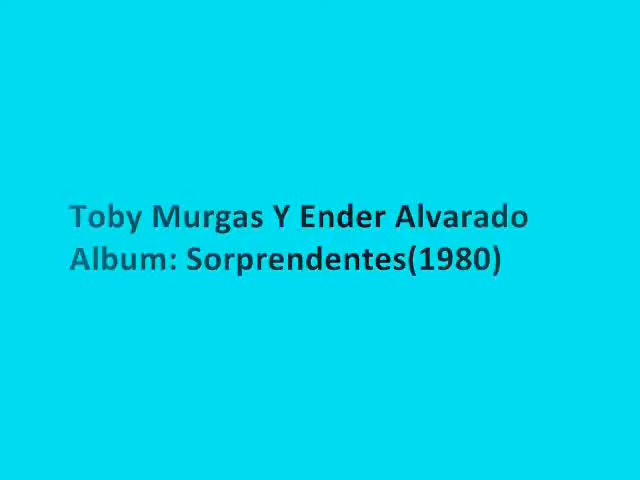 Toby Murgas Y Ender Alvarado
Album: Sorprendentes(1980)